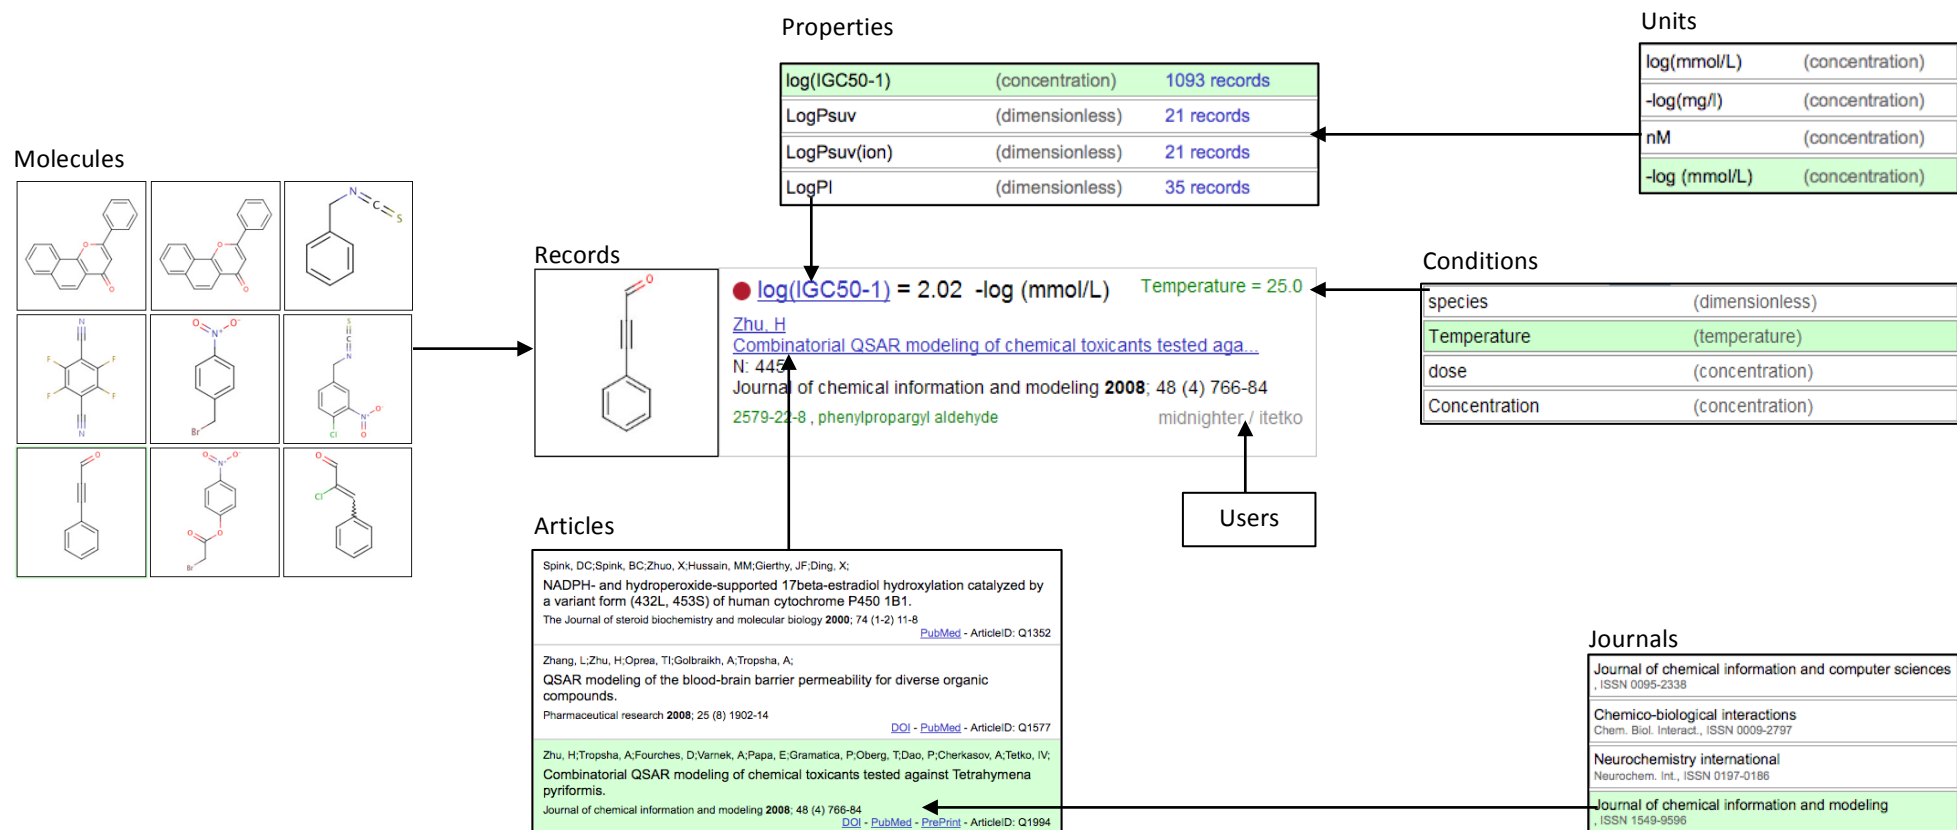 Properties
log(IGC50-1) (concentration) 1093 records
LogPsuv (dimensionless) 21 records
LogPsuv(ion) (dimensionless) 21 records
LogPI (dimensionless) 35 records
Units
log(mmol/L) (concentration)
-log(mg/l) (concentration)
nM (concentration)
-log (mmol/L) (concentration)
Molecules
N C S
O O
O O
N F F F F N
O N+ O- Br
S C N N+ O- O Cl
O
O N+ O- O O Br
O Cl
Records
O
log(IGC50-1) = 2.02 -log (mmol/L) Temperature = 25.0
Zhu, H
Combinatorial QSAR modeling of chemical toxicants tested aga...
N: 445
Journal of chemical information and modeling 2008; 48 (4) 766-84
2579-22-8 , phenylpropargyl aldehyde midnighter / itetko
Conditions
species (dimensionless)
Temperature (temperature)
dose (concentration)
Concentration (concentration)
Users
Articles
Spink, DC;Spink, BC;Zhuo, X;Hussain, MM;Gierthy, JF;Ding, X;
NADPH- and hydroperoxide-supported 17beta-estradiol hydroxylation catalyzed by
a variant form (432L, 453S) of human cytochrome P450 1B1.
The Journal of steroid biochemistry and molecular biology 2000; 74 (1-2) 11-8
PubMed - ArticleID: Q1352
Zhang, L;Zhu, H;Oprea, TI;Golbraikh, A;Tropsha, A;
QSAR modeling of the blood-brain barrier permeability for diverse organic
compounds.
Pharmaceutical research 2008; 25 (8) 1902-14
DOI - PubMed - ArticleID: Q1577
Zhu, H;Tropsha, A;Fourches, D;Varnek, A;Papa, E;Gramatica, P;Oberg, T;Dao, P;Cherkasov, A;Tetko, IV;
Combinatorial QSAR modeling of chemical toxicants tested against Tetrahymena
pyriformis.
Journal of chemical information and modeling 2008; 48 (4) 766-84
DOI - PubMed - PrePrint - ArticleID: Q1994
Journals
Journal of chemical information and computer sciences
, ISSN 0095-2338
Chemico-biological interactions
Chem. Biol. Interact., ISSN 0009-2797
Neurochemistry international
Neurochem. Int., ISSN 0197-0186
Journal of chemical information and modeling
, ISSN 1549-9596